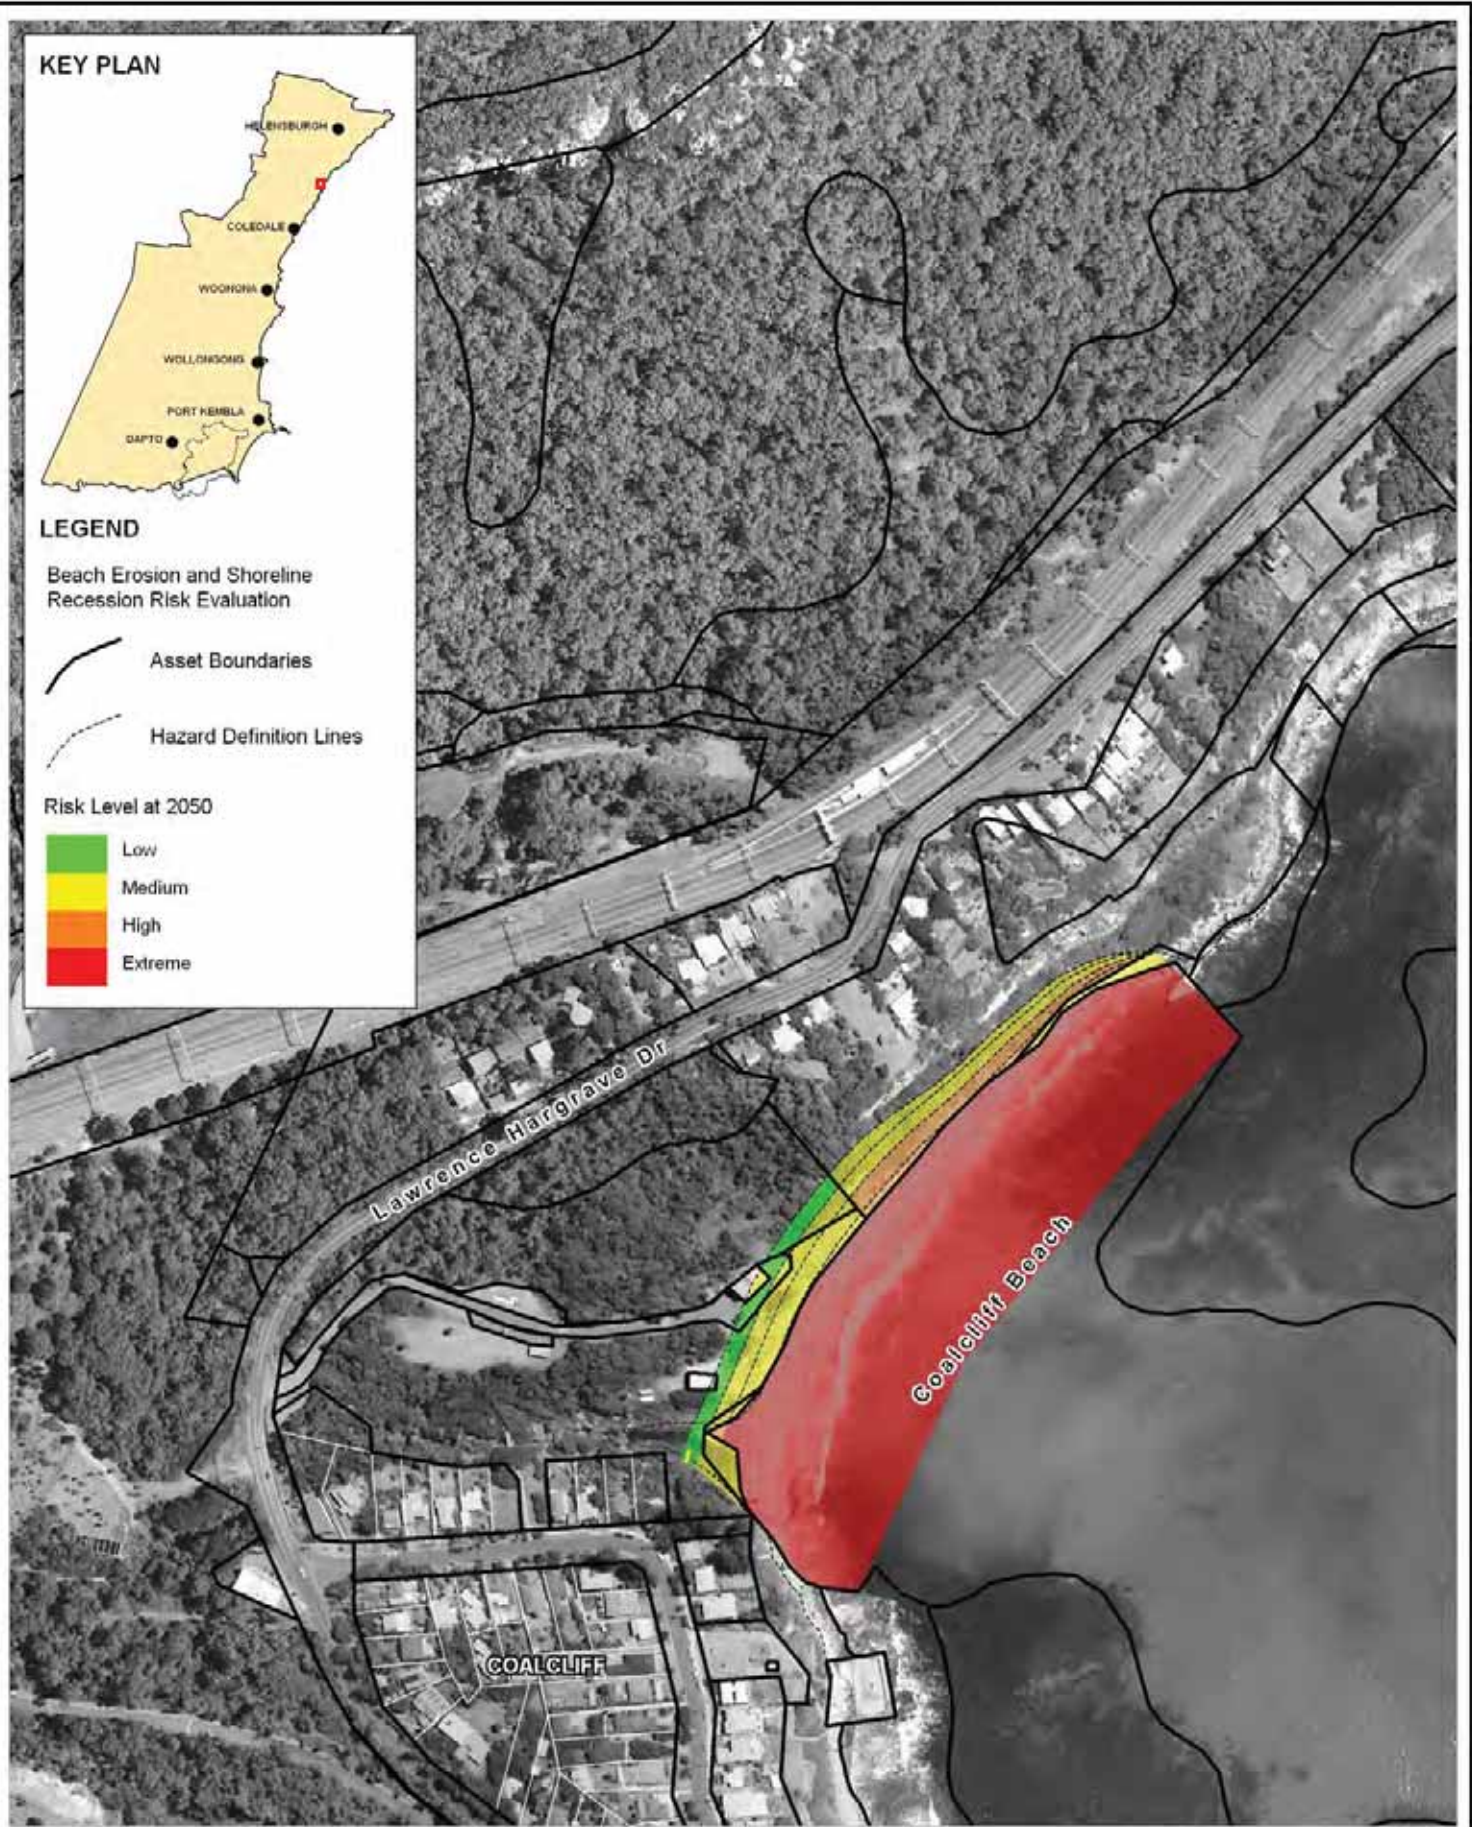 KEY PLAN
HELENSBURGH
COLEDALE
WOONONA
WOLLONGONG
PORT KEMBLA
DAPTO
LEGEND
Beach Erosion and Shoreline
Recession Risk Evaluation
Asset Boundaries
Hazard Definition Lines
Risk Level at 2050
Low
Medium
High
Extreme
Lawrence Hargrave Dr
Coalcliff Beach
COALCLIFF